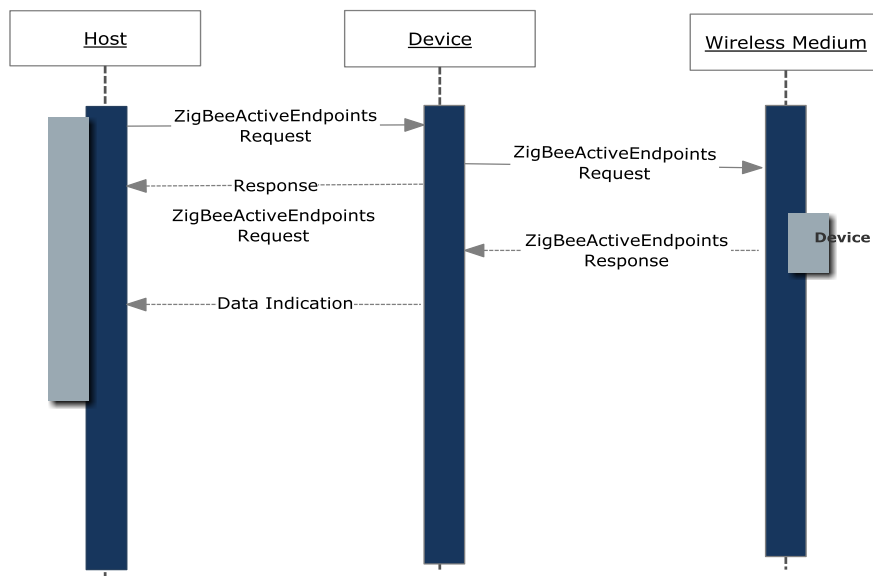 Host
Device
Wireless Medium
ZigBeeActiveEndpoints
Request
ZigBeeActiveEndpoints
Request
Response
ZigBeeActiveEndpoints
Request
ZigBeeActiveEndpoints
Response
Device
Data Indication